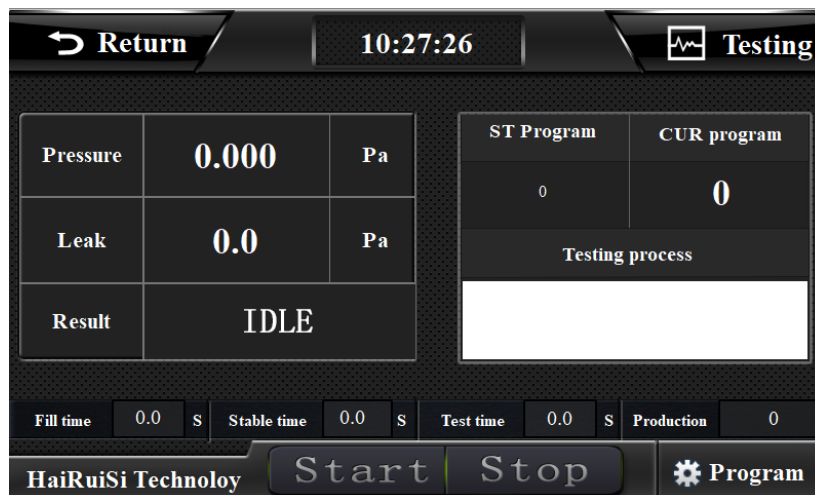 Return 10:27:26 Testing
ST Program CUR program
Pressure 0.000 Pa
0 0
Leak 0.0 Pa
Testing process
Result IDLE
Fill time 0.0 S Stable time 0.0 S Test time 0.0 S Production 0
HaiRuiSi Technoloy Start Stop Program